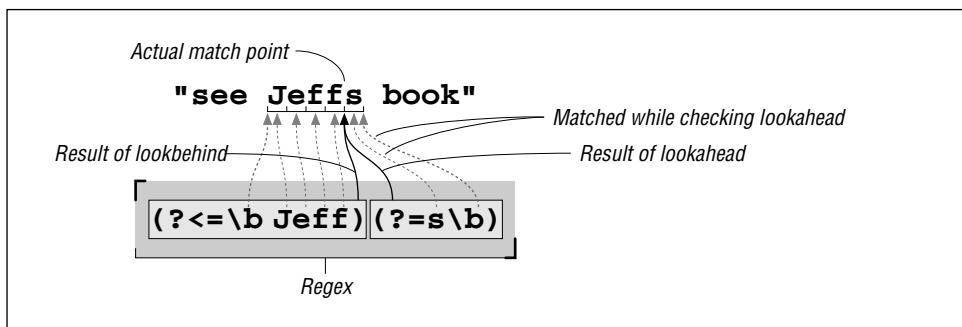 Actual match point
"see Jeffs book"
Matched while checking lookahead
Result of lookbehind
Result of lookahead
(?<=\b Jeff)(?=s\b)
Regex